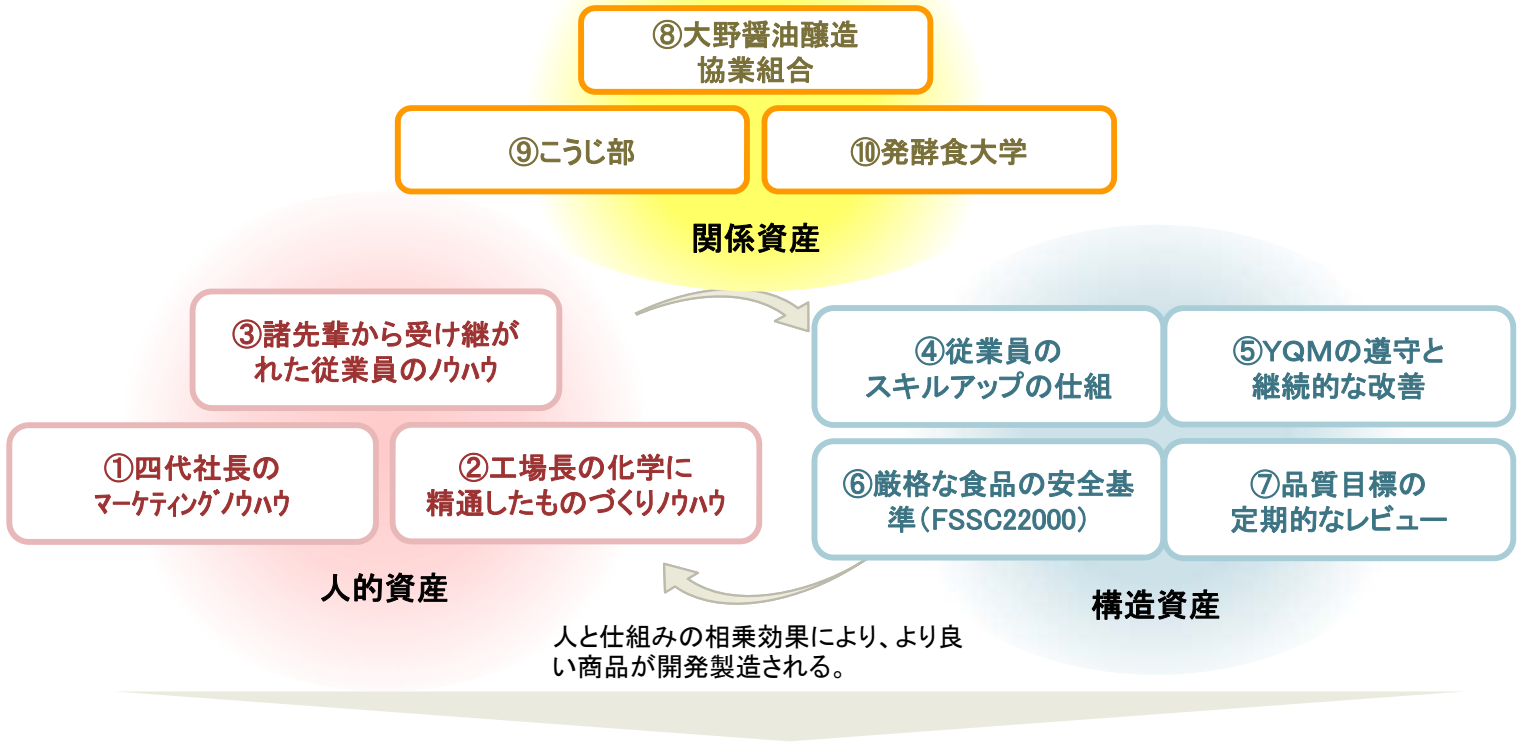 ⑧大野醤油醸造
協業組合
⑨こうじ部
⑩発酵食大学
関係資産
③諸先輩から受け継が
れた従業員のﾉｳﾊｳ
①四代社長の
ﾏｰｹﾃｨﾝｸﾞﾉｳﾊｳ
②工場長の化学に
精通したものづくりﾉｳﾊｳ
人的資産
④従業員の
スキルアップの仕組
⑤YQMの遵守と
継続的な改善
⑥厳格な食品の安全基
準（FSSC22000）
⑦品質目標の
定期的なレビュー
構造資産
人と仕組みの相乗効果により、より良
い商品が開発製造される。